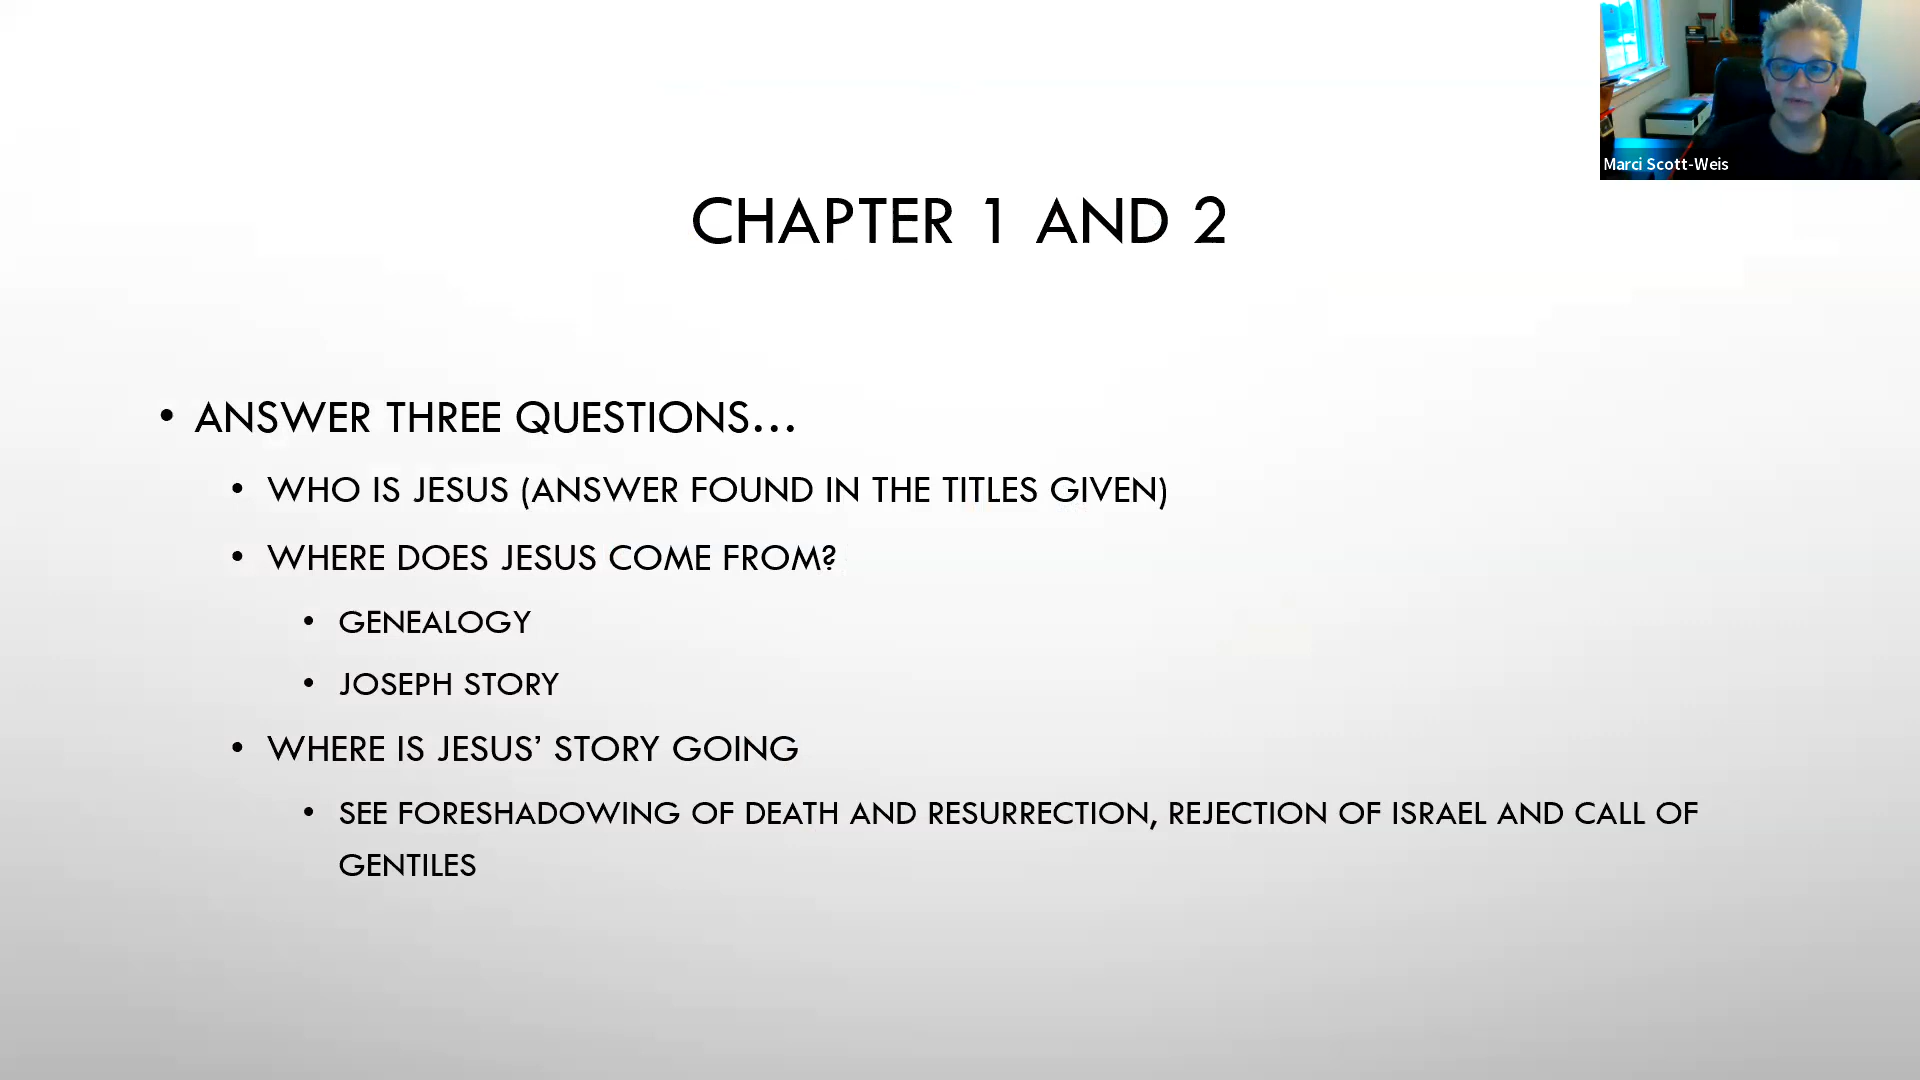 Marci Scott-Weis
CHAPTER 1 AND 2
• ANSWER THREE QUESTIONS…
• WHO IS JESUS (ANSWER FOUND IN THE TITLES GIVEN)
• WHERE DOES JESUS COME FROM?
• GENEALOGY
• JOSEPH STORY
• WHERE IS JESUS’ STORY GOING
• SEE FORESHADOWING OF DEATH AND RESURRECTION, REJECTION OF ISRAEL AND CALL OF
GENTILES